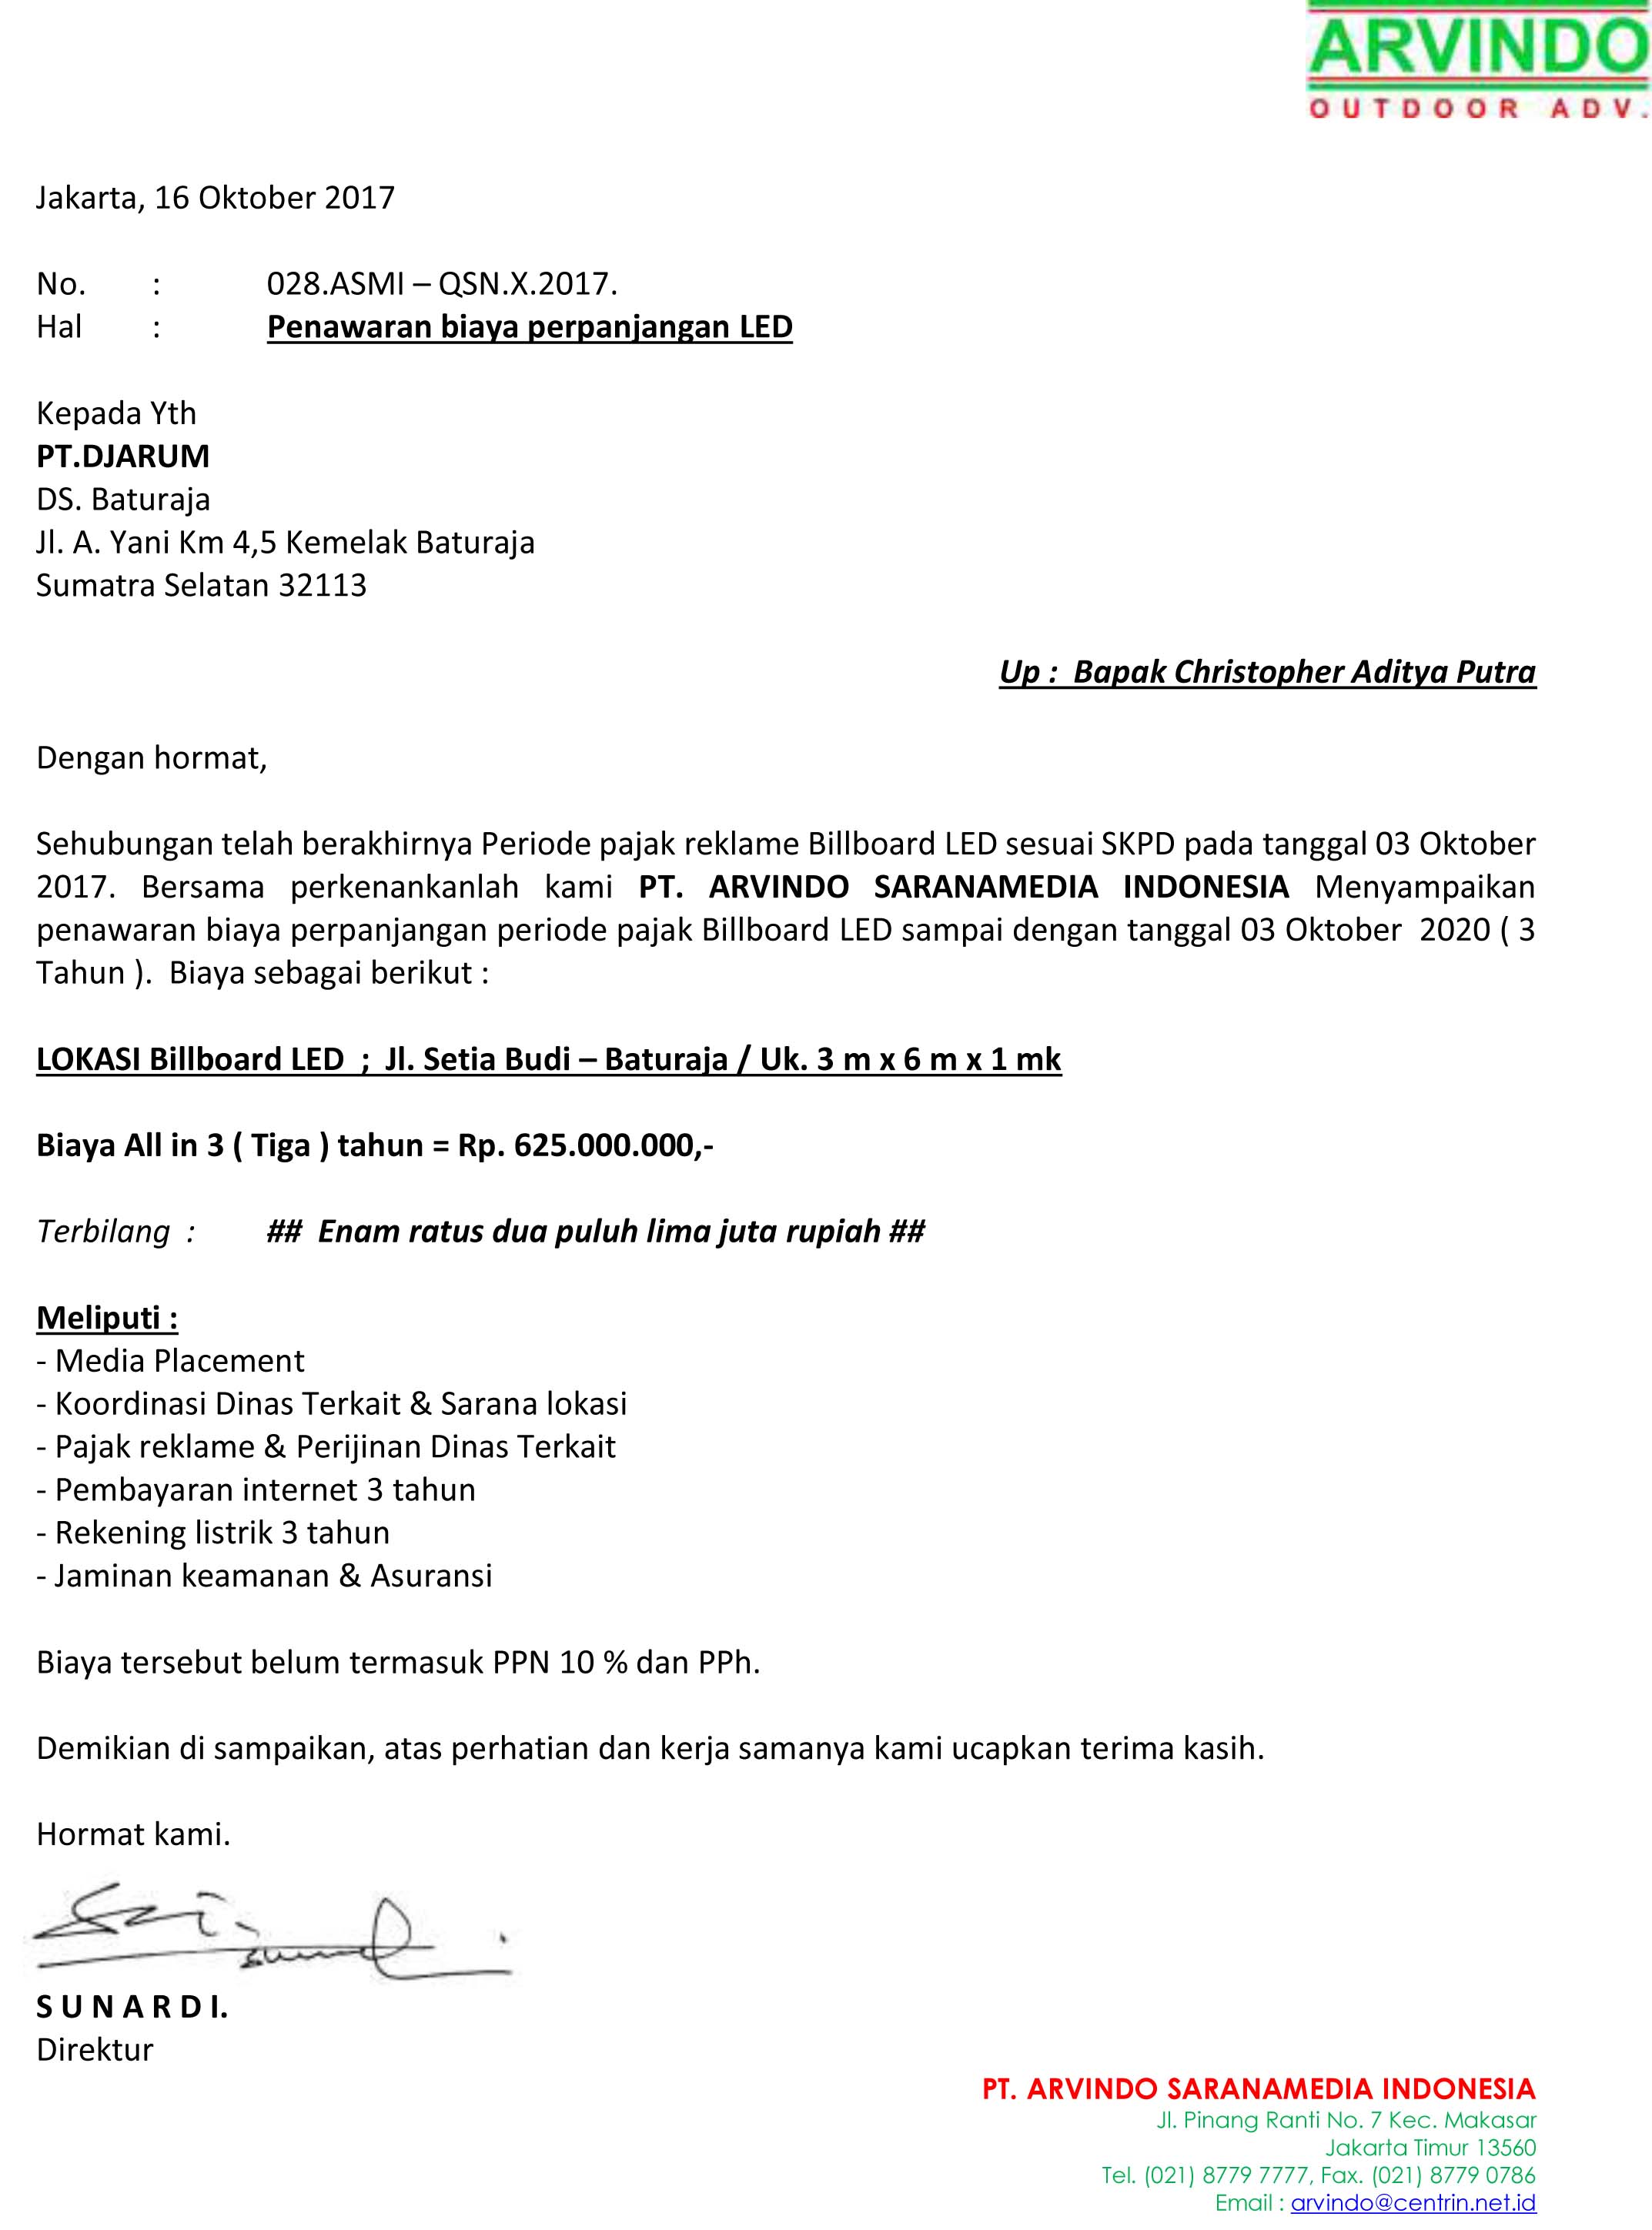 ARVINDO
OUTDOOR ADV.
Jakarta, 16 Oktober 2017
No. : 028.ASMI – QSN.X.2017.
Hal : Penawaran biaya perpanjangan LED
Kepada Yth
PT.DJARUM
DS. Baturaja
Jl. A. Yani Km 4,5 Kemelak Baturaja
Sumatra Selatan 32113
Up : Bapak Christopher Aditya Putra
Dengan hormat,
Sehubungan telah berakhirnya Periode pajak reklame Billboard LED sesuai SKPD pada tanggal 03 Oktober
2017. Bersama perkenankanlah kami PT. ARVINDO SARANAMEDIA INDONESIA Menyampaikan
penawaran biaya perpanjangan periode pajak Billboard LED sampai dengan tanggal 03 Oktober 2020 ( 3
Tahun ). Biaya sebagai berikut :
LOKASI Billboard LED ; Jl. Setia Budi – Baturaja / Uk. 3 m x 6 m x 1 mk
Biaya All in 3 ( Tiga ) tahun = Rp. 625.000.000,-
Terbilang : ## Enam ratus dua puluh lima juta rupiah ##
Meliputi :
- Media Placement
- Koordinasi Dinas Terkait & Sarana lokasi
- Pajak reklame & Perijinan Dinas Terkait
- Pembayaran internet 3 tahun
- Rekening listrik 3 tahun
- Jaminan keamanan & Asuransi
Biaya tersebut belum termasuk PPN 10 % dan PPh.
Demikian di sampaikan, atas perhatian dan kerja samanya kami ucapkan terima kasih.
Hormat kami.
S U N A R D I.
Direktur
PT. ARVINDO SARANAMEDIA INDONESIA
Jl. Pinang Ranti No. 7 Kec. Makasar
Jakarta Timur 13560
Tel. (021) 8779 7777, Fax. (021) 8779 0786
Email : arvindo@centrin.net.id